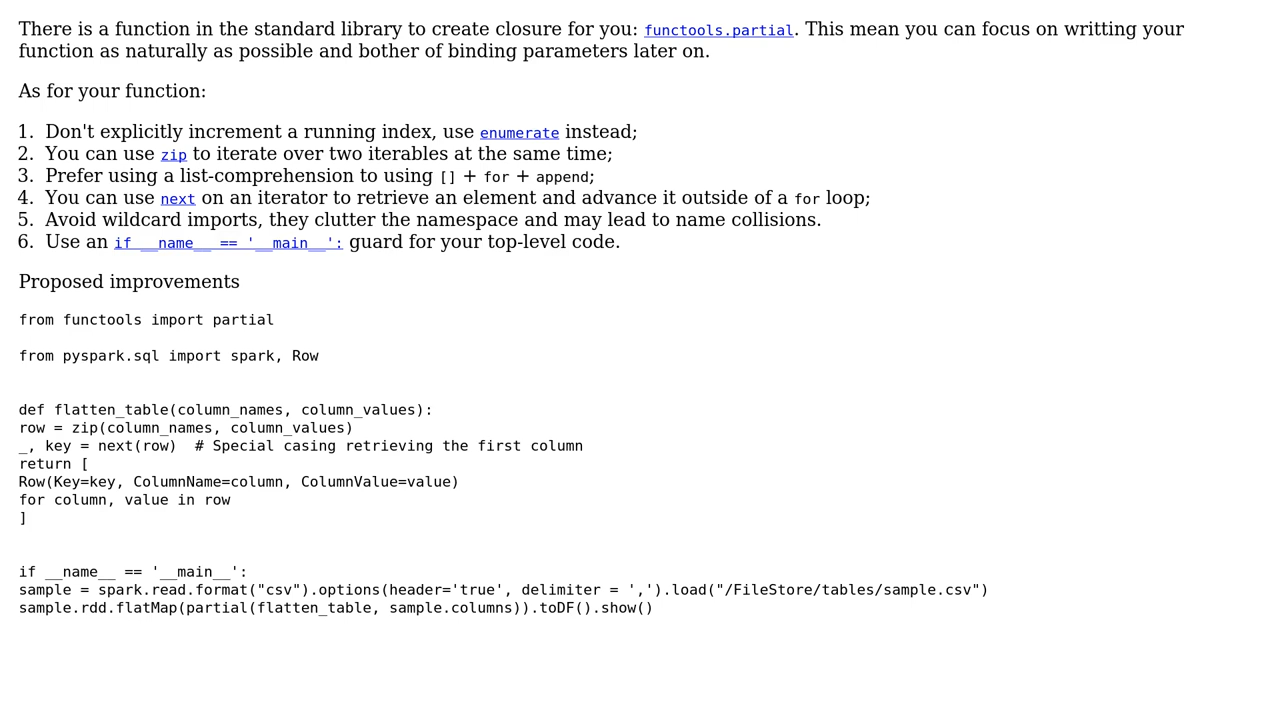 There is a function in the standard library to create closure for you: functools.partial. This mean you can focus on writting your
function as naturally as possible and bother of binding parameters later on.
As for your function:
1. Don't explicitly increment a running index, use enumerate instead;
2. You can use zip to iterate over two iterables at the same time;
3. Prefer using a list-comprehension to using [] + for + append;
4. You can use next on an iterator to retrieve an element and advance it outside of a for loop;
5. Avoid wildcard imports, they clutter the namespace and may lead to name collisions.
6. Use an if __name__ == '__main__': guard for your top-level code.
Proposed improvements
from functools import partial
from pyspark.sql import spark, Row
def flatten_table(column_names, column_values):
row = zip(column_names, column_values)
_, key = next(row)  # Special casing retrieving the first column
return [
Row(Key=key, ColumnName=column, ColumnValue=value)
for column, value in row
]
if __name__ == '__main__':
sample = spark.read.format("csv").options(header='true', delimiter = ',').load("/FileStore/tables/sample.csv")
sample.rdd.flatMap(partial(flatten_table, sample.columns)).toDF().show()